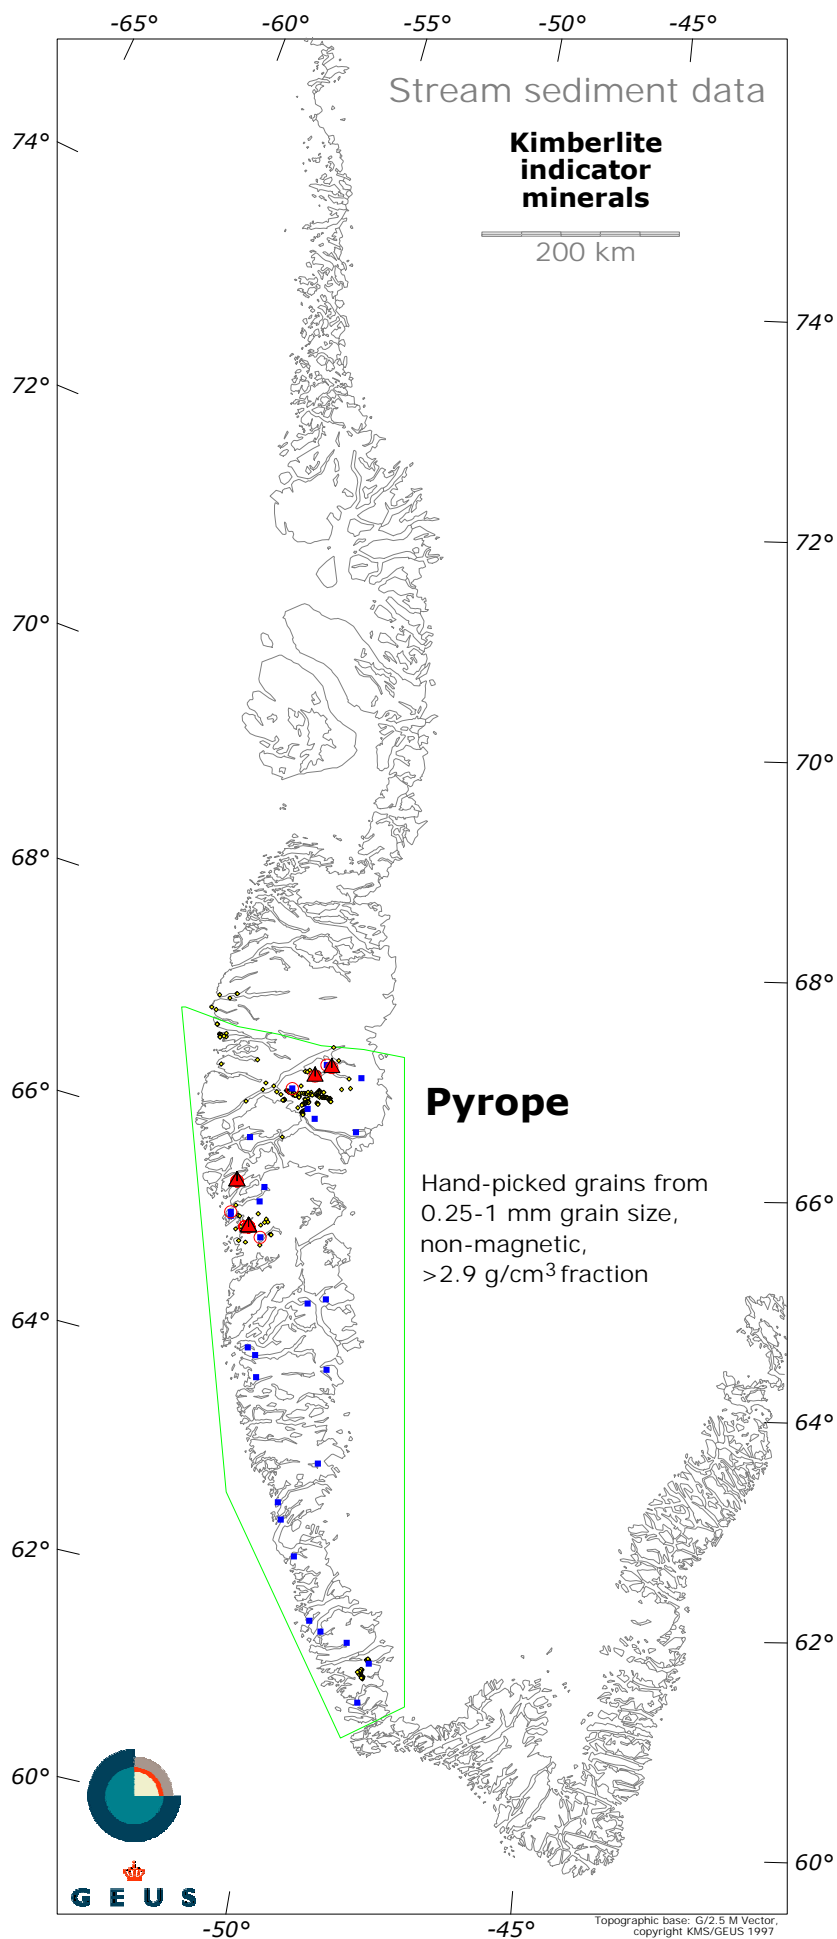 -65° -60° -55° -50° -45°
Stream sediment data
Kimberlite
indicator
minerals
200 km
74°
74°
72°
72°
70°
70°
68°
68°
66°
Pyrope
Hand-picked grains from
66°
0.25-1 mm grain size,
non-magnetic,
>2.9 g/cm³ fraction
64°
64°
62°
62°
60°
60°
GEUS
-50° -45°
Topographic base: G/2.5 M Vector,
copyright KMS/GEUS 1997